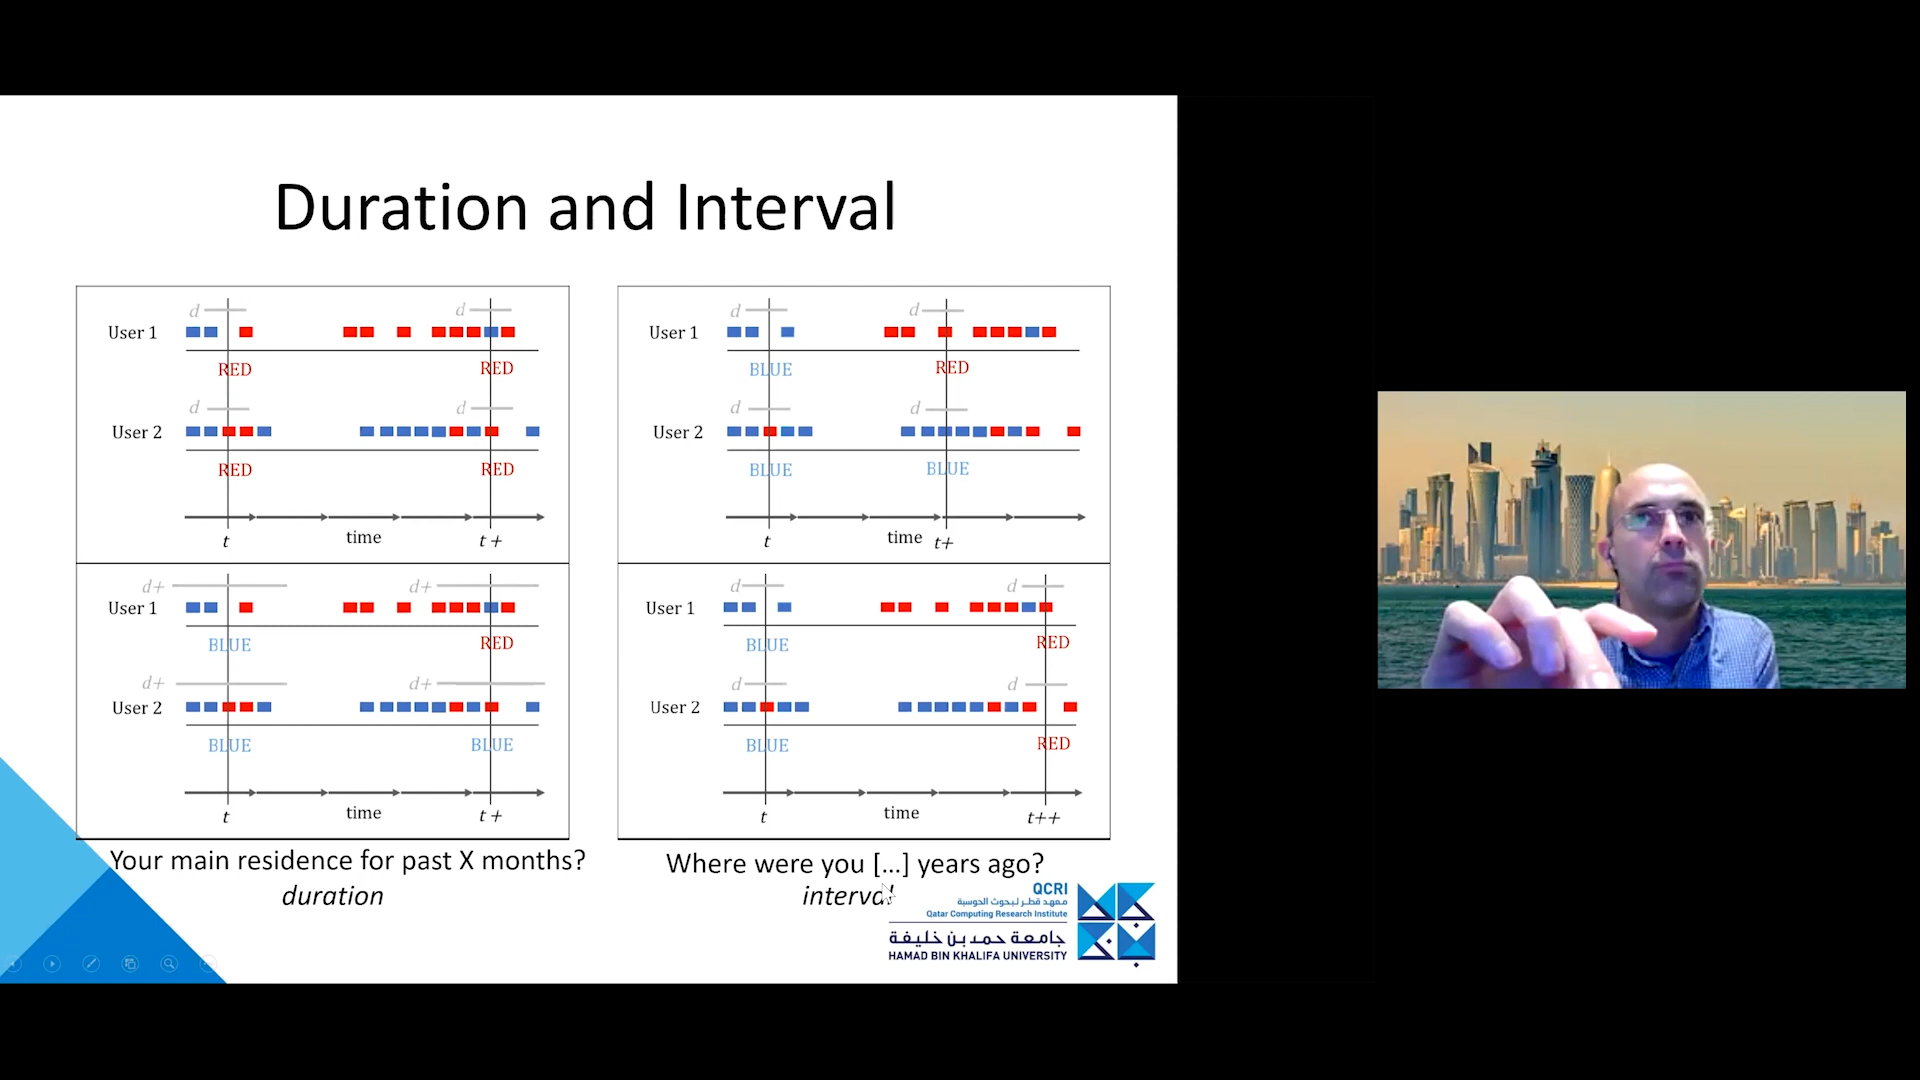 Duration and Interval
d
d
User 1
RED
RED
d
d
User 2
RED
RED
t
time
t +
d+
d+
User 1
BLUE
RED
d+
d+
User 2
BLUE
BLUE
t
time
t +
Your main residence for past X months?
duration
d
d
User 1
BLUE
RED
d
d
User 2
BLUE
BLUE
t
time
t+
d
d
User 1
BLUE
RED
d
d
User 2
BLUE
RED
t
time
t++
Where were you [...] years ago?
interval
QCRI
معهد قطر لبحوث الحوسبة
Qatar Computing Research Institute
جامعة حمد بن خليفة
HAMAD BIN KHALIFA UNIVERSITY